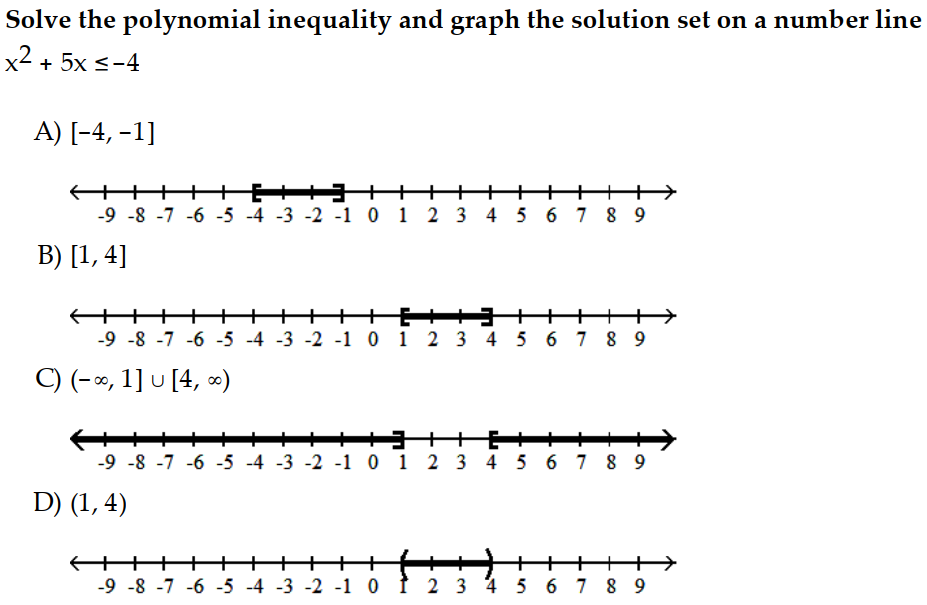 Solve the polynomial inequality and graph the solution set on a number line
x² + 5x ≤ −4
A) [−4, −1]
-9 -8 -7 -6 -5 -4 -3 -2 -1 0 1 2 3 4 5 6 7 8 9
B) [1, 4]
-9 -8 -7 -6 -5 -4 -3 -2 -1 0 1 2 3 4 5 6 7 8 9
C) (−∞, 1] ∪ [4, ∞)
-9 -8 -7 -6 -5 -4 -3 -2 -1 0 1 2 3 4 5 6 7 8 9
D) (1, 4)
-9 -8 -7 -6 -5 -4 -3 -2 -1 0 1 2 3 4 5 6 7 8 9